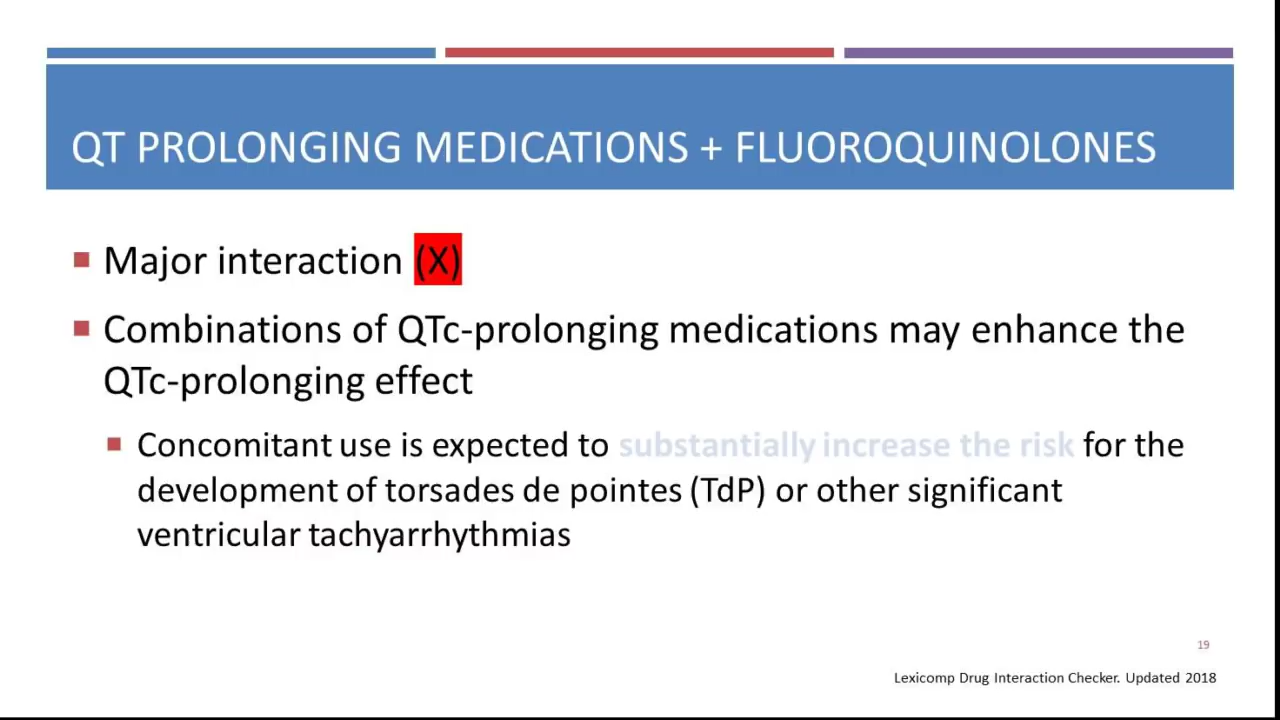 QT PROLONGING MEDICATIONS + FLUOROQUINOLONES
Major interaction (X)
Combinations of QTc-prolonging medications may enhance the
QTc-prolonging effect
Concomitant use is expected to substantially increase the risk for the
development of torsades de pointes (TdP) or other significant
ventricular tachyarrhythmias
19
Lexicomp Drug Interaction Checker. Updated 2018